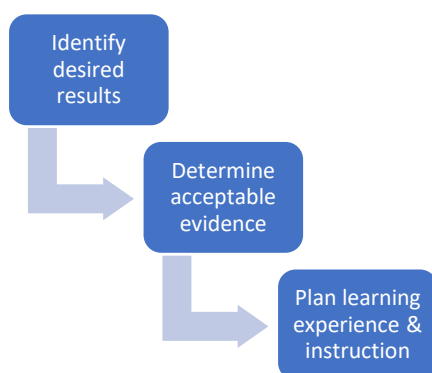 Identify
desired
results
Determine
acceptable
evidence
Plan learning
experience &
instruction